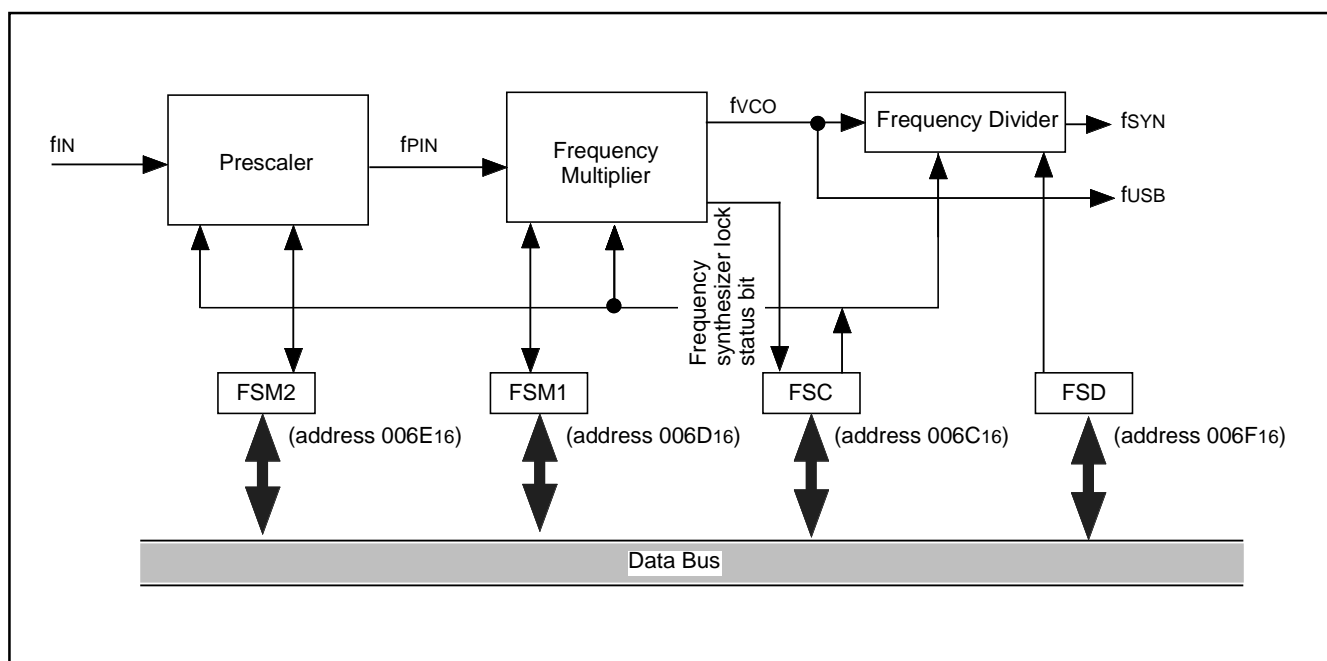 fIN
Prescaler
fPIN
Frequency
Multiplier
fVCO
Frequency Divider
fSYN
fUSB
Frequency
synthesizer lock
status bit
FSM2
(address 006E16)
FSM1
(address 006D16)
FSC
(address 006C16)
FSD
(address 006F16)
Data Bus